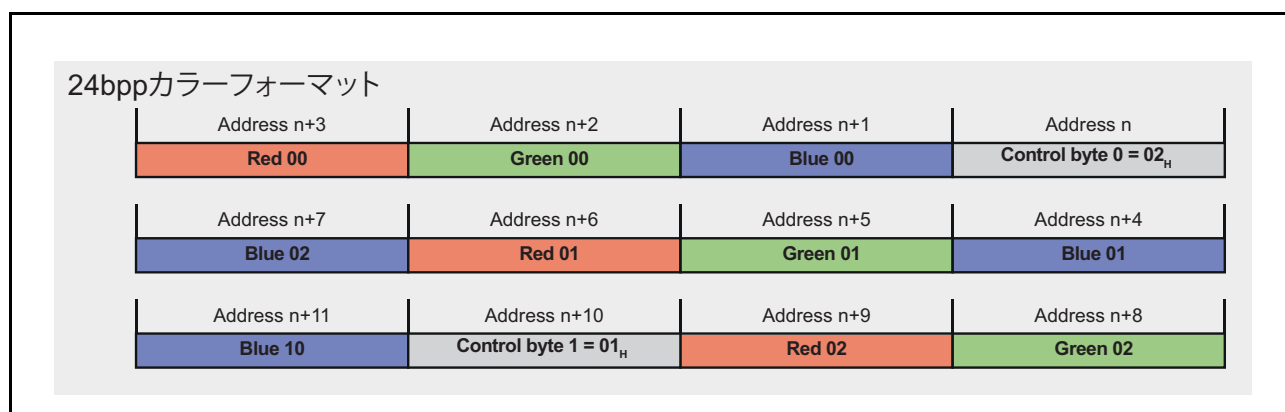 24bppカラーフォーマット
Address n+3 Address n+2 Address n+1 Address n
Red 00 Green 00 Blue 00 Control byte 0 = 02H
Address n+7 Address n+6 Address n+5 Address n+4
Blue 02 Red 01 Green 01 Blue 01
Address n+11 Address n+10 Address n+9 Address n+8
Blue 10 Control byte 1 = 01H Red 02 Green 02